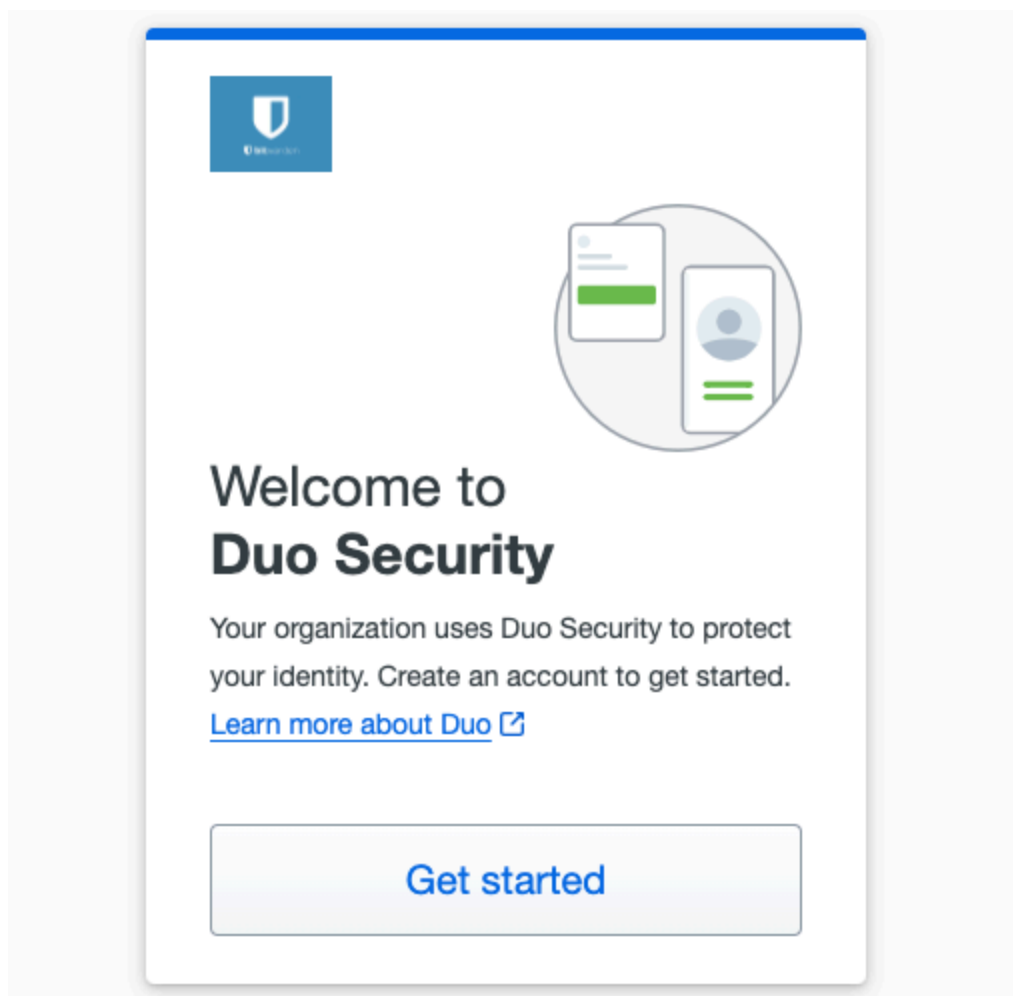 Welcome to
Duo Security
Your organization uses Duo Security to protect
your identity. Create an account to get started.
Learn more about Duo
Get started